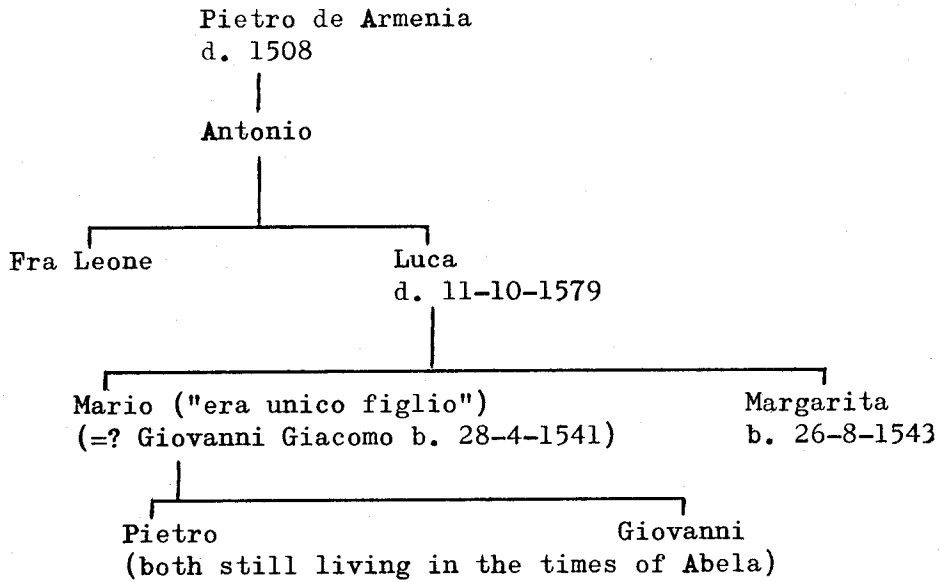 Pietro de Armenia
d. 1508
Antonio
Fra Leone
Luca
d. 11-10-1579
Mario ("era unico figlio")
(=? Giovanni Giacomo b. 28-4-1541)
Margarita
b. 26-8-1543
Pietro
Giovanni
(both still living in the times of Abela)